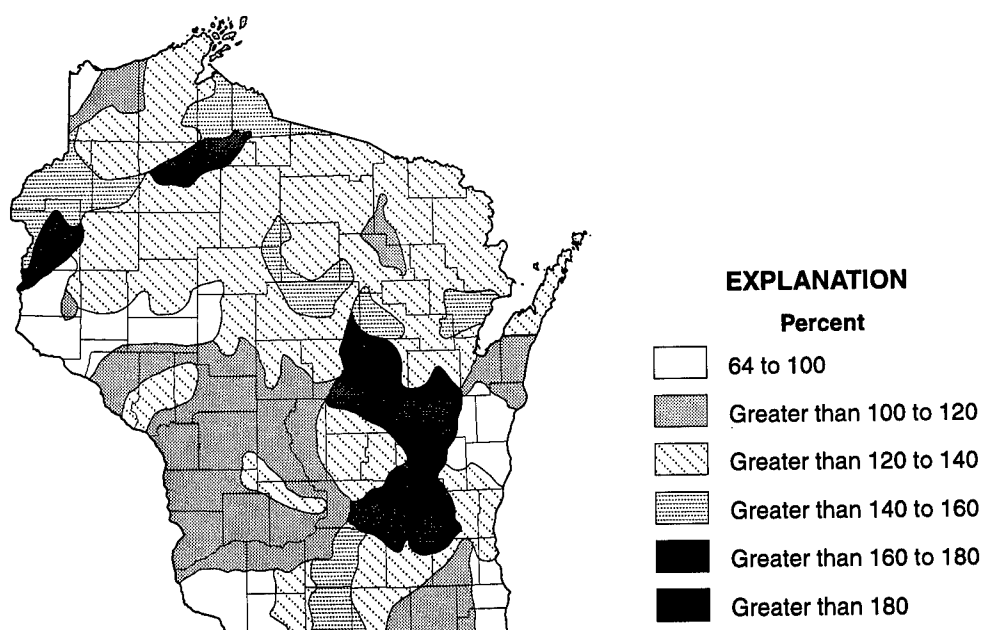 EXPLANATION
Percent
64 to 100
Greater than 100 to 120
Greater than 120 to 140
Greater than 140 to 160
Greater than 160 to 180
Greater than 180